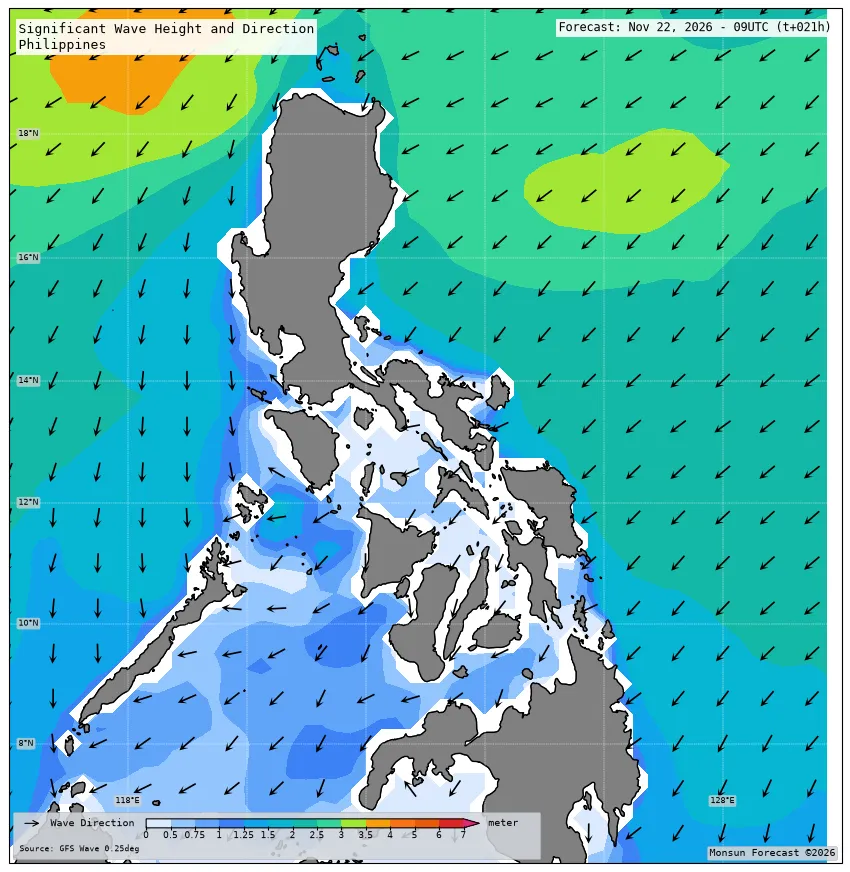 Significant Wave Height and Direction
Philippines
Forecast: Nov 22, 2026 - 09UTC (t+021h)
18°N
16°N
14°N
12°N
10°N
8°N
118°E
128°E
Wave Direction
0 0.5 0.75 1 1.25 1.5 2 2.5 3 3.5 4 5 6 7
meter
Source: GFS Wave 0.25deg
Monsun Forecast ©2026